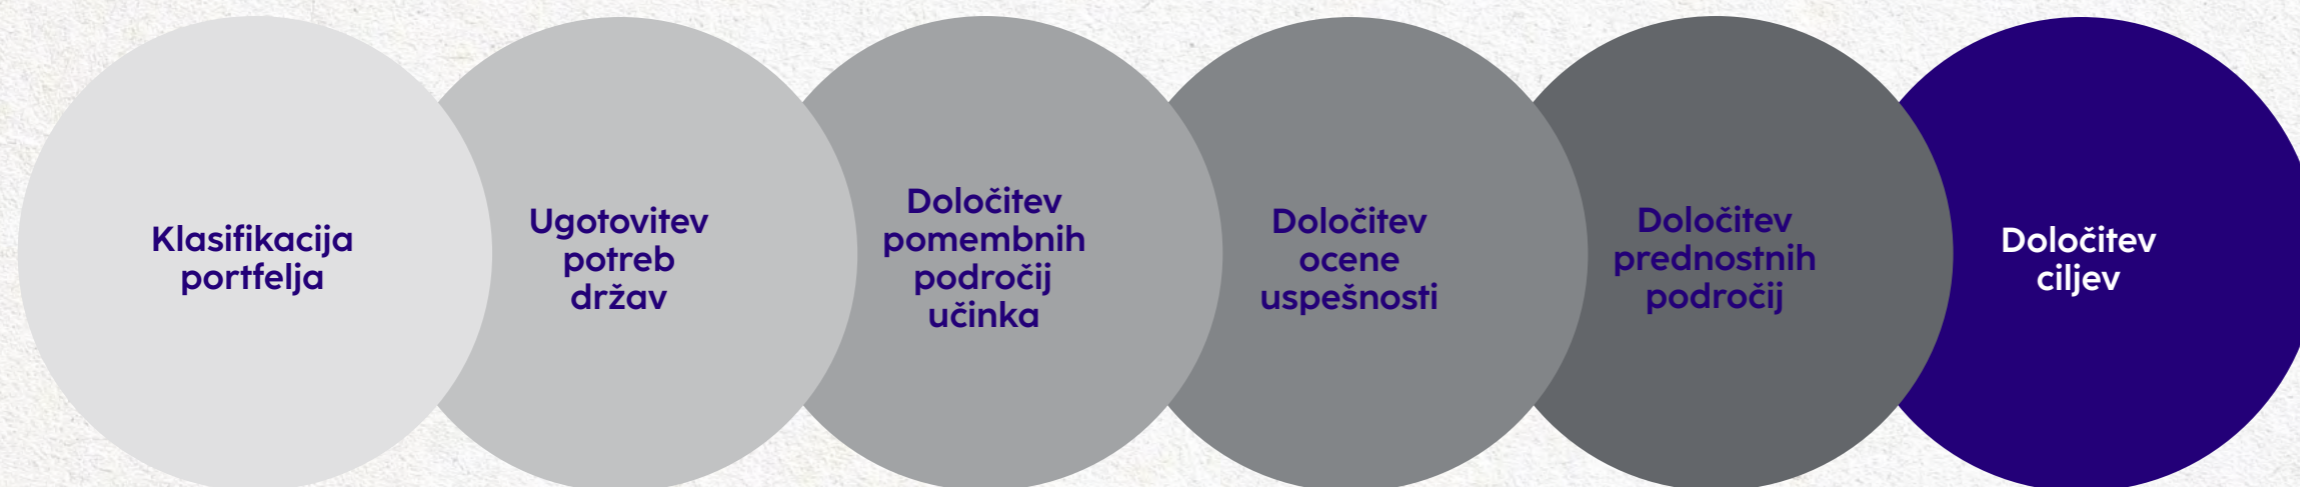 Klasifikacija
portfelja
Ugotovitev
potreb
držav
Določitev
pomembnih
področij
učinka
Določitev
ocene
uspešnosti
Določitev
prednostnih
področij
Določitev
ciljev